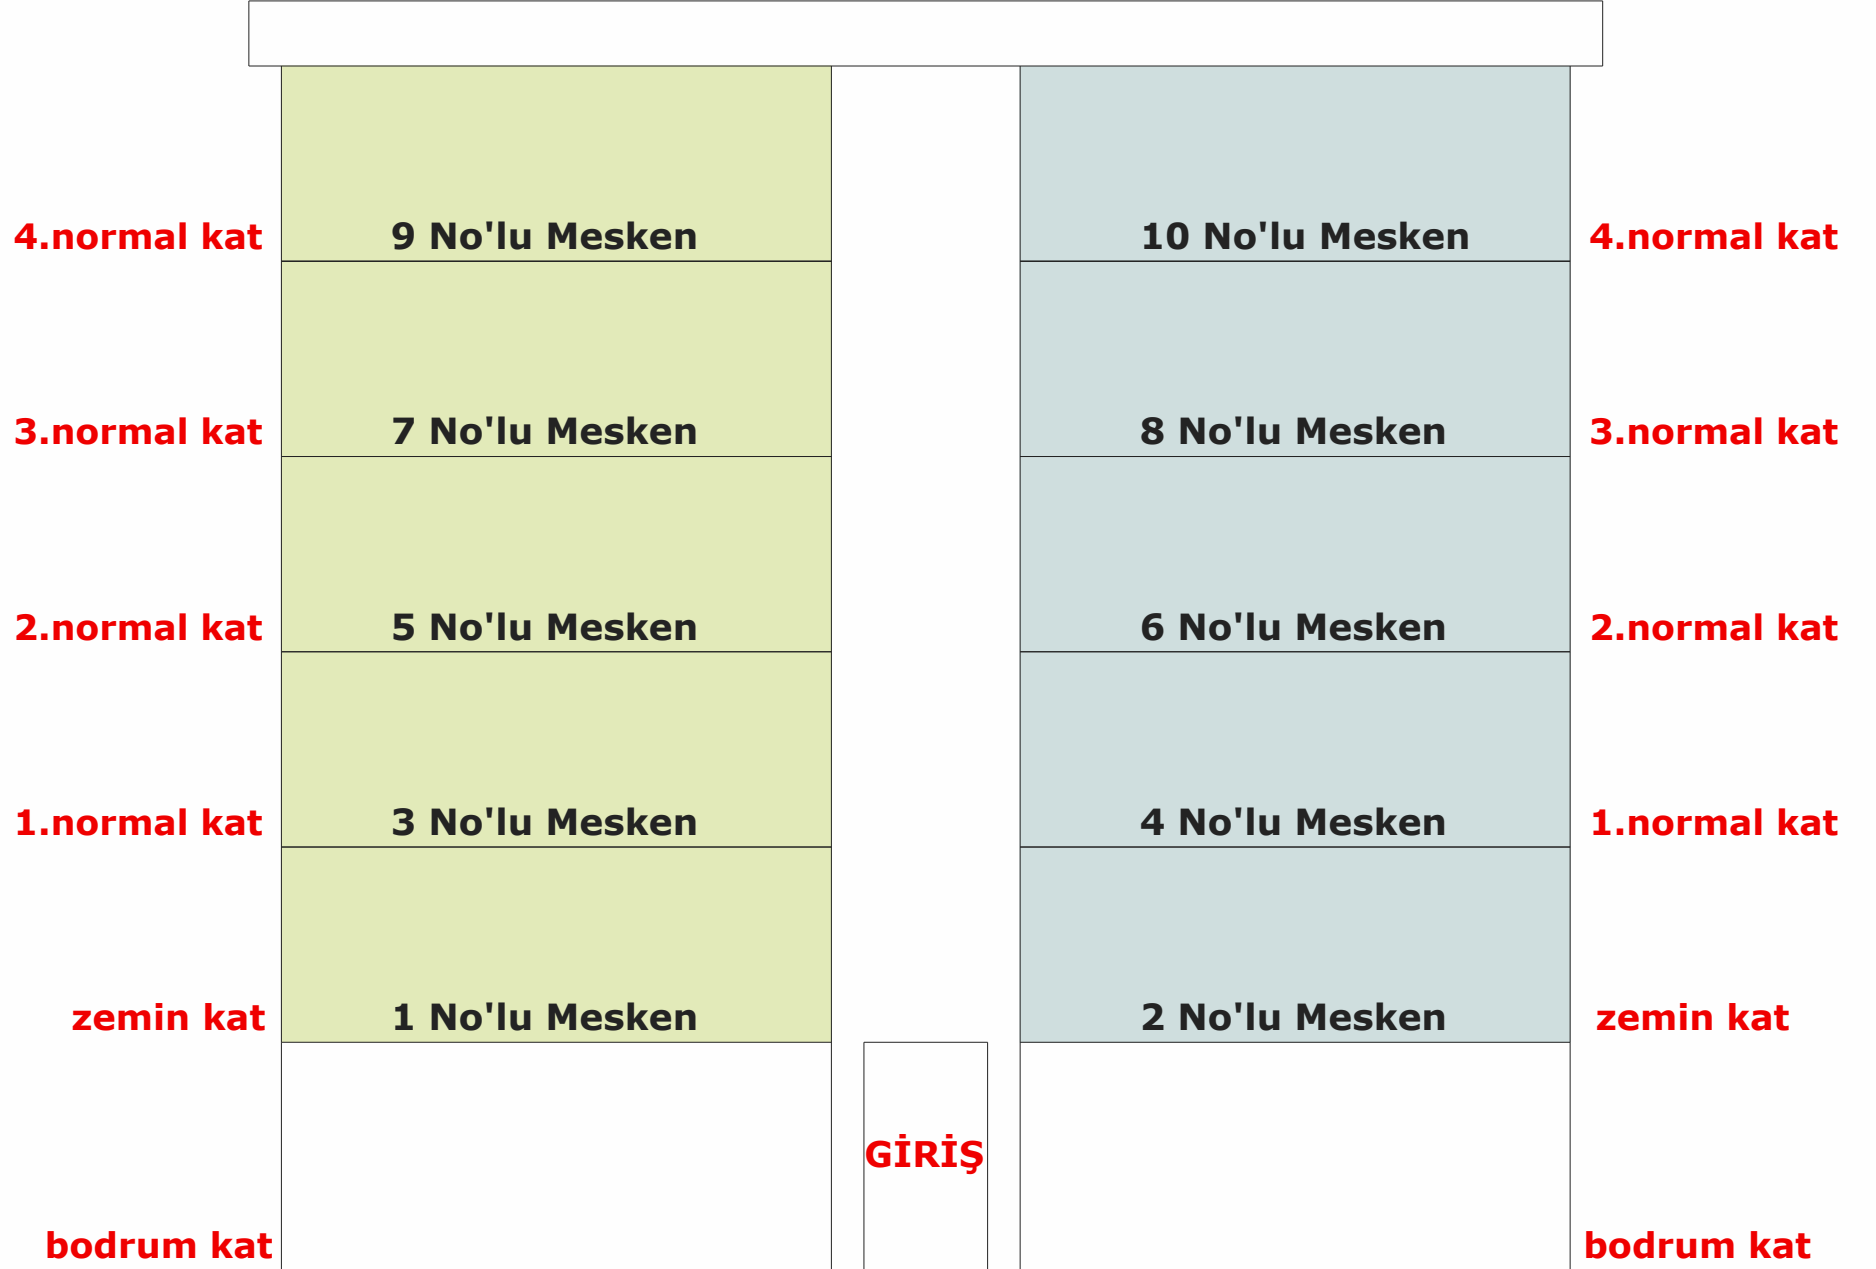 4.normal kat 9 No'lu Mesken 10 No'lu Mesken 4.normal kat
3.normal kat 7 No'lu Mesken 8 No'lu Mesken 3.normal kat
2.normal kat 5 No'lu Mesken 6 No'lu Mesken 2.normal kat
1.normal kat 3 No'lu Mesken 4 No'lu Mesken 1.normal kat
zemin kat 1 No'lu Mesken 2 No'lu Mesken zemin kat
GİRİŞ
bodrum kat bodrum kat